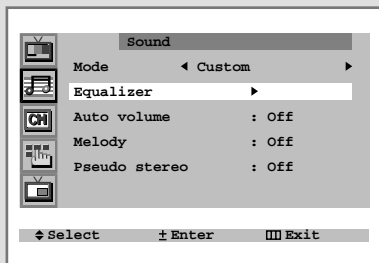 Sound
Mode ◀ Custom ▶
Equalizer ▶
Auto volume : Off
CH
Melody : Off
Pseudo stereo : Off
Select ± Enter Exit